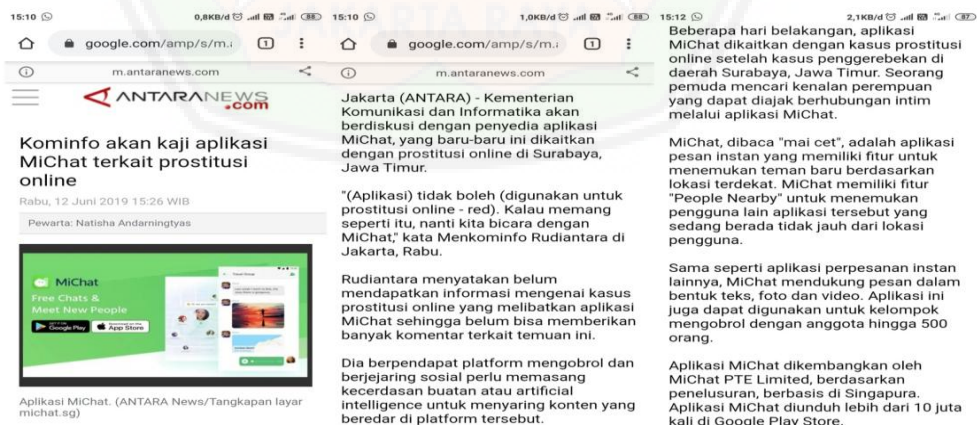 15:10 0,8KB/d 88
google.com/amp/s/m.a 1
m.antaranews.com
ANTARANEWS
.com
Kominfo akan kaji aplikasi
MiChat terkait prostitusi
online
Rabu, 12 Juni 2019 15:26 WIB
Pewarta: Natisha Andarningtyas
MiChat
Free Chats &
Meet New People
Google Play App Store
Aplikasi MiChat. (ANTARA News/Tangkapan layar
michat.sg)
15:10 1,0KB/d 88
google.com/amp/s/m.a 1
m.antaranews.com
Jakarta (ANTARA) - Kementerian
Komunikasi dan Informatika akan
berdiskusi dengan penyedia aplikasi
MiChat, yang baru-baru ini dikaitkan
dengan prostitusi online di Surabaya,
Jawa Timur.
"(Aplikasi) tidak boleh (digunakan untuk
prostitusi online - red). Kalau memang
seperti itu, nanti kita bicara dengan
MiChat," kata Menkominfo Rudiantara di
Jakarta, Rabu.
Rudiantara menyatakan belum
mendapatkan informasi mengenai kasus
prostitusi online yang melibatkan aplikasi
MiChat sehingga belum bisa memberikan
banyak komentar terkait temuan ini.
Dia berpendapat platform mengobrol dan
berjejaring sosial perlu memasang
kecerdasan buatan atau artificial
intelligence untuk menyaring konten yang
beredar di platform tersebut.
15:12 2,1KB/d 87
Beberapa hari belakangan, aplikasi
MiChat dikaitkan dengan kasus prostitusi
online setelah kasus penggerebekan di
daerah Surabaya, Jawa Timur. Seorang
pemuda mencari kenalan perempuan
yang dapat diajak berhubungan intim
melalui aplikasi MiChat.
MiChat, dibaca "mai cet", adalah aplikasi
pesan instan yang memiliki fitur untuk
menemukan teman baru berdasarkan
lokasi terdekat. MiChat memiliki fitur
"People Nearby" untuk menemukan
pengguna lain aplikasi tersebut yang
sedang berada tidak jauh dari lokasi
pengguna.
Sama seperti aplikasi perpesanan instan
lainnya, MiChat mendukung pesan dalam
bentuk teks, foto dan video. Aplikasi ini
juga dapat digunakan untuk kelompok
mengobrol dengan anggota hingga 500
orang.
Aplikasi MiChat dikembangkan oleh
MiChat PTE Limited, berdasarkan
penelusuran, berbasis di Singapura.
Aplikasi MiChat diunduh lebih dari 10 juta
kali di Google Play Store.